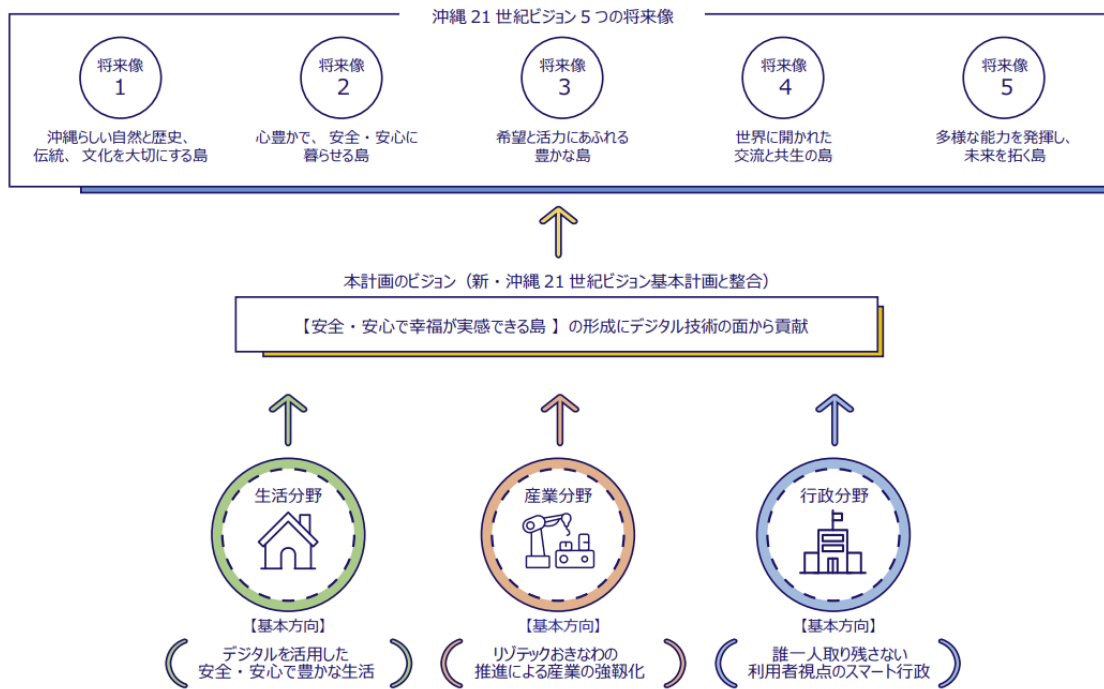 沖縄 21 世紀ビジョン 5 つの将来像
将来像
1
将来像
2
将来像
3
将来像
4
将来像
5
沖縄らしい自然と歴史、
伝統、文化を大切にする島
心豊かで、安全・安心に
暮らせる島
希望と活力にあふれる
豊かな島
世界に開かれた
交流と共生の島
多様な能力を発揮し、
未来を拓く島
本計画のビジョン（新・沖縄 21 世紀ビジョン基本計画と整合）
【安全・安心で幸福が実感できる島 】の形成にデジタル技術の面から貢献
生活分野
産業分野
行政分野
【基本方向】
デジタルを活用した
安全・安心で豊かな生活
【基本方向】
リゾテックおきなわの
推進による産業の強靱化
【基本方向】
誰一人取り残さない
利用者視点のスマート行政